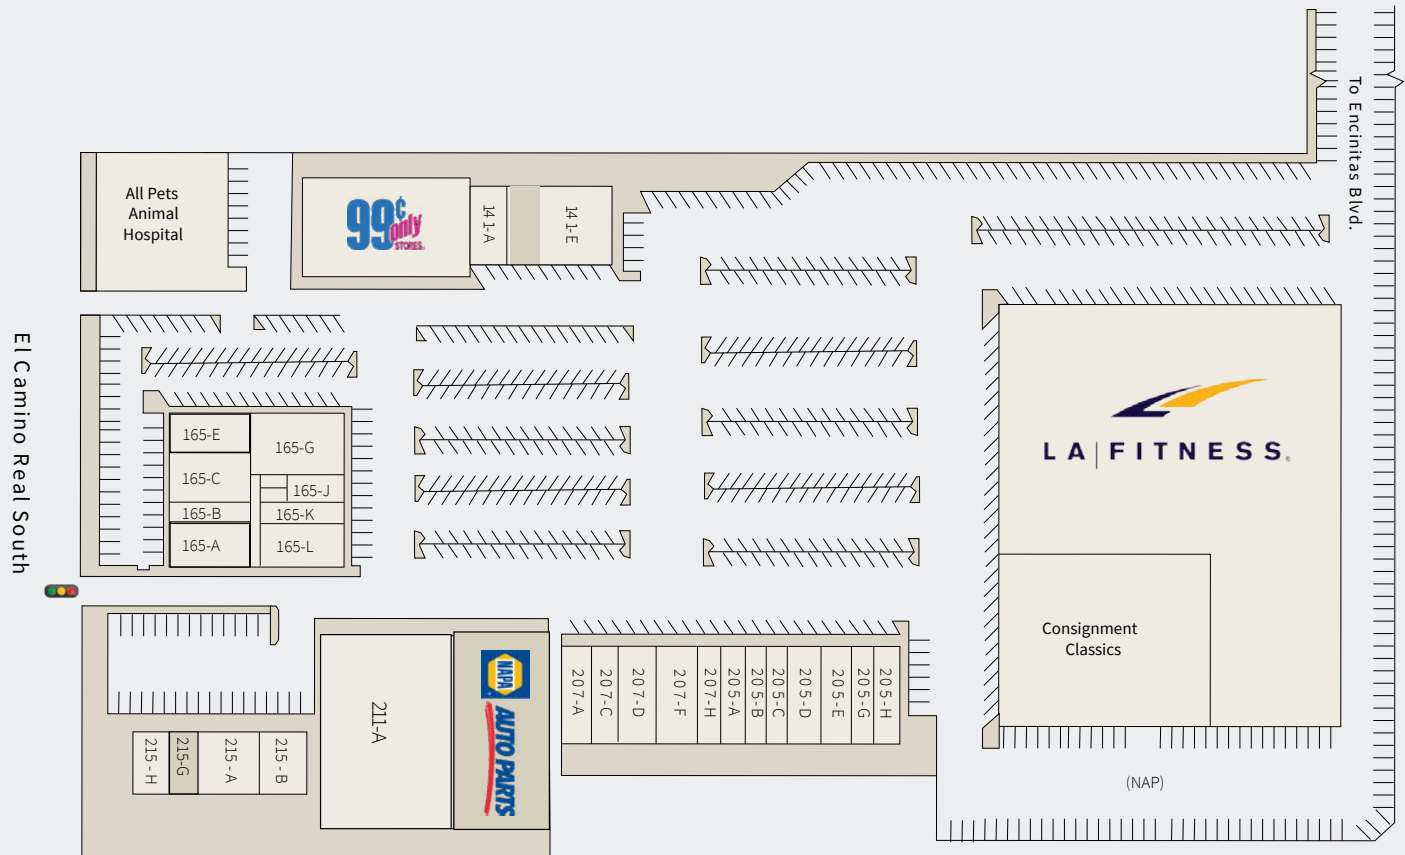 To Encinitas Blvd.
All Pets
Animal
Hospital
99¢
only
STORES.
141-A
141-E
El Camino Real South
165-E
165-G
165-C
165-J
165-B
165-K
165-A
165-L
LA|FITNESS®
Consignment
Classics
(NAP)
211-A
NAPA
AUTO PARTS
207-A
207-C
207-D
207-F
207-H
205-A
205-B
205-C
205-D
205-E
205-G
205-H
215-H
215-G
215-A
215-B